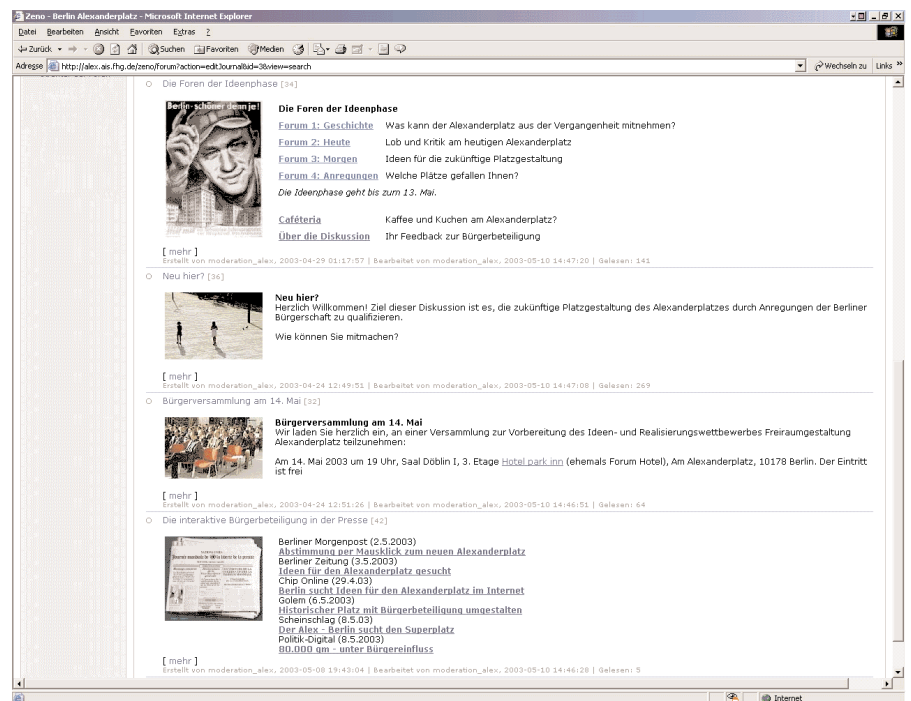 Zeno - Berlin Alexanderplatz - Microsoft Internet Explorer
Datei Bearbeiten Ansicht Favoriten Extras ?
Zurück Suchen Favoriten Medien
Adresse http://alex.ais.fhg.de/zeno/forum?action=editJournal&id=3&view=search Wechseln zu Links »
Die Foren der Ideenphase [34]
Berlin-schöner denn je!
Die Foren der Ideenphase
Forum 1: Geschichte Was kann der Alexanderplatz aus der Vergangenheit mitnehmen?
Forum 2: Heute Lob und Kritik am heutigen Alexanderplatz
Forum 3: Morgen Ideen für die zukünftige Platzgestaltung
Forum 4: Anregungen Welche Plätze gefallen Ihnen?
Die Ideenphase geht bis zum 13. Mai.
Caféteria Kaffee und Kuchen am Alexanderplatz?
Über die Diskussion Ihr Feedback zur Bürgerbeteiligung
[ mehr ]
Erstellt von moderation_alex, 2003-04-29 01:17:57 | Bearbeitet von moderation_alex, 2003-05-10 14:47:20 | Gelesen: 141
Neu hier? [36]
Neu hier?
Herzlich Willkommen! Ziel dieser Diskussion ist es, die zukünftige Platzgestaltung des Alexanderplatzes durch Anregungen der Berliner
Bürgerschaft zu qualifizieren.
Wie können Sie mitmachen?
[ mehr ]
Erstellt von moderation_alex, 2003-04-24 12:49:51 | Bearbeitet von moderation_alex, 2003-05-10 14:47:08 | Gelesen: 269
Bürgerversammlung am 14. Mai [32]
Bürgerversammlung am 14. Mai
Wir laden Sie herzlich ein, an einer Versammlung zur Vorbereitung des Ideen- und Realisierungswettbewerbes Freiraumgestaltung
Alexanderplatz teilzunehmen:
Am 14. Mai 2003 um 19 Uhr, Saal Döblin I, 3. Etage Hotel park inn (ehemals Forum Hotel), Am Alexanderplatz, 10178 Berlin. Der Eintritt
ist frei
[ mehr ]
Erstellt von moderation_alex, 2003-04-24 12:51:26 | Bearbeitet von moderation_alex, 2003-05-10 14:46:51 | Gelesen: 64
Die interaktive Bürgerbeteiligung in der Presse [42]
Berliner Morgenpost (2.5.2003)
Abstimmung per Mausklick zum neuen Alexanderplatz
Berliner Zeitung (3.5.2003)
Ideen für den Alexanderplatz gesucht
Chip Online (29.4.03)
Berlin sucht Ideen für den Alexanderplatz im Internet
Golem (6.5.2003)
Historischer Platz mit Bürgerbeteiligung umgestalten
Scheinschlag (8.5.03)
Der Alex - Berlin sucht den Superplatz
Politik-Digital (8.5.2003)
80.000 qm - unter Bürgereinfluss
[ mehr ]
Erstellt von moderation_alex, 2003-05-08 19:43:04 | Bearbeitet von moderation_alex, 2003-05-10 14:46:28 | Gelesen: 5
Internet